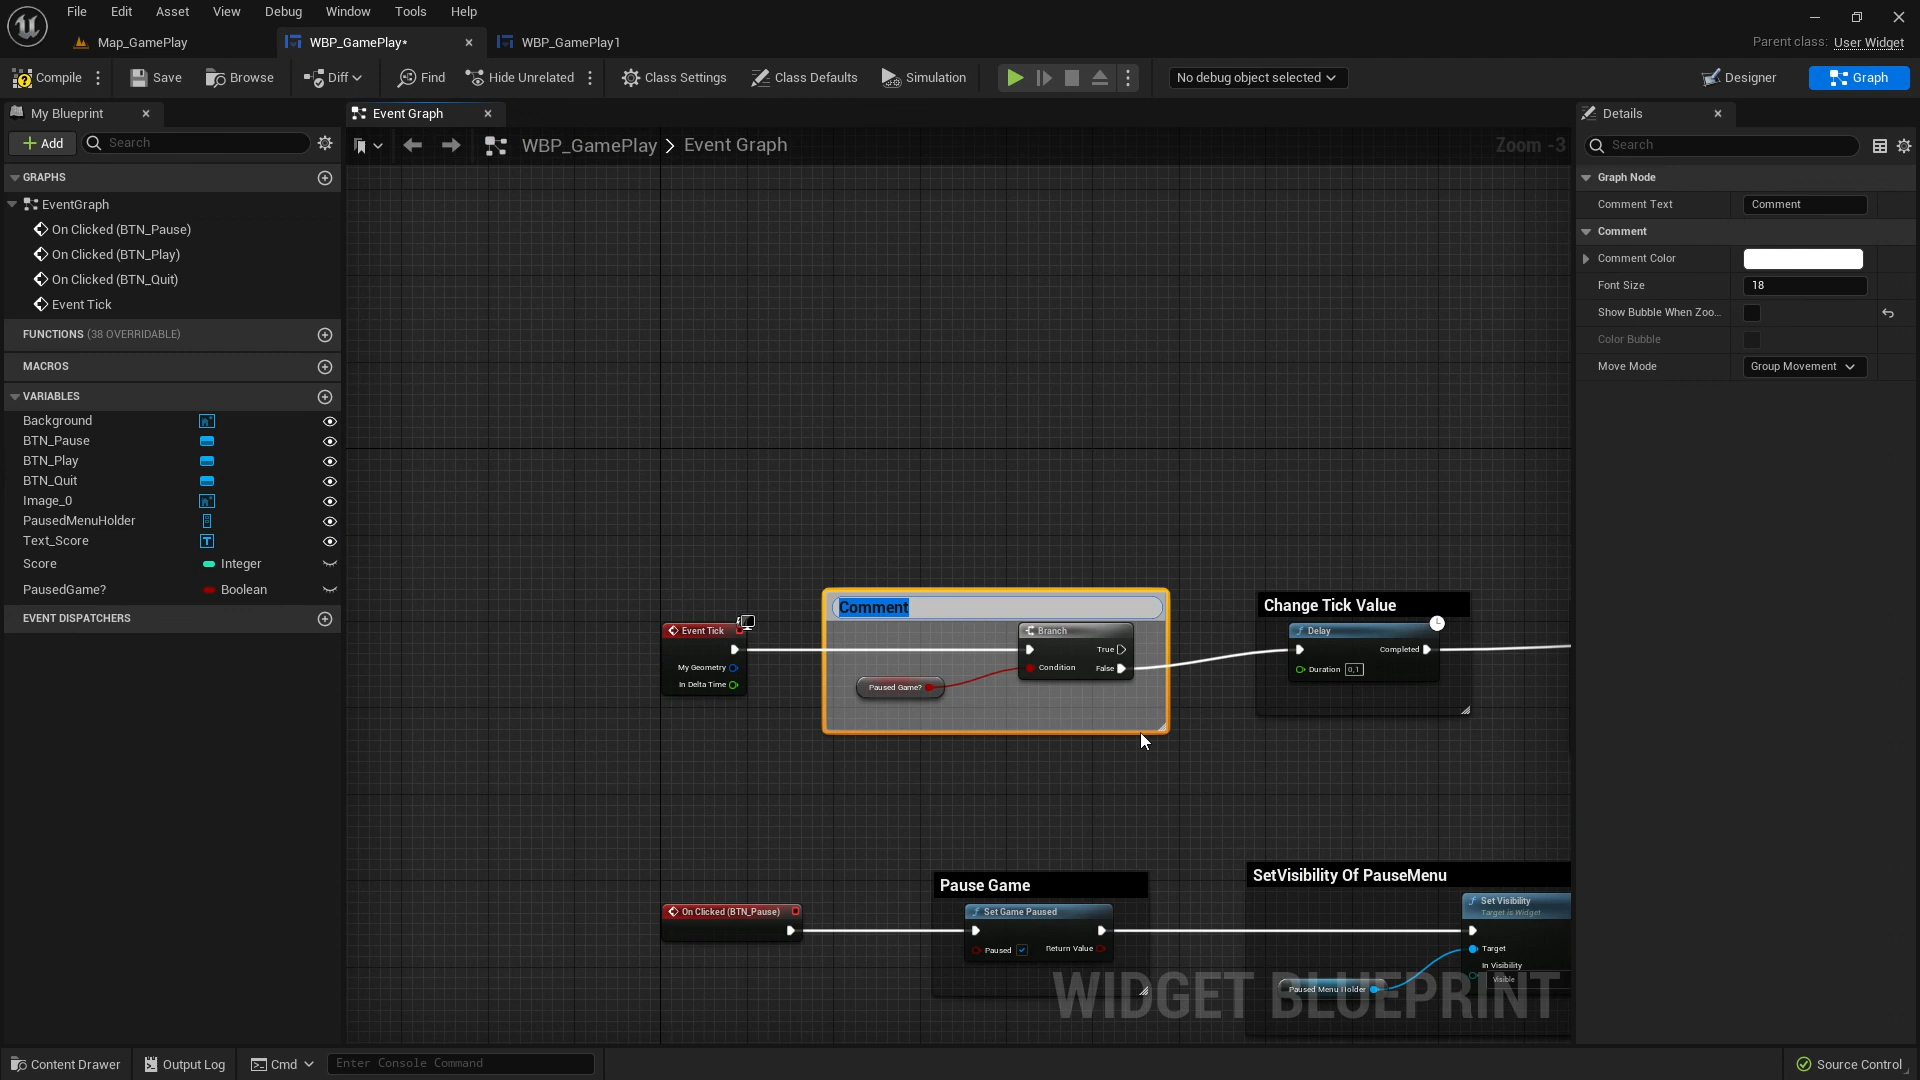 File Edit Asset View Debug Window Tools Help
Map_GamePlay WBP_GamePlay* WBP_GamePlay1 Parent class: User Widget
Compile Save Browse Diff Find Hide Unrelated Class Settings Class Defaults Simulation No debug object selected Designer Graph
My Blueprint Event Graph Details
Add Search WBP_GamePlay > Event Graph Zoom -3 Search
GRAPHS
EventGraph
On Clicked (BTN_Pause)
On Clicked (BTN_Play)
On Clicked (BTN_Quit)
Event Tick
FUNCTIONS (38 OVERRIDABLE)
MACROS
VARIABLES
Background
BTN_Pause
BTN_Play
BTN_Quit
Image_0
PausedMenuHolder
Text_Score
Score Integer
PausedGame? Boolean
EVENT DISPATCHERS
Comment
Event Tick
My Geometry
In Delta Time
Branch
True
Condition False
Paused Game?
Change Tick Value
Delay
Completed
Duration 0,1
On Clicked (BTN_Pause)
Pause Game
Set Game Paused
Paused Return Value
SetVisibility Of PauseMenu
Set Visibility
Target is Widget
Target
In Visibility
Visible
Paused Menu Holder
WIDGET BLUEPRINT
Graph Node
Comment Text Comment
Comment
Comment Color
Font Size 18
Show Bubble When Zoo...
Color Bubble
Move Mode Group Movement
Content Drawer Output Log Cmd Enter Console Command Source Control